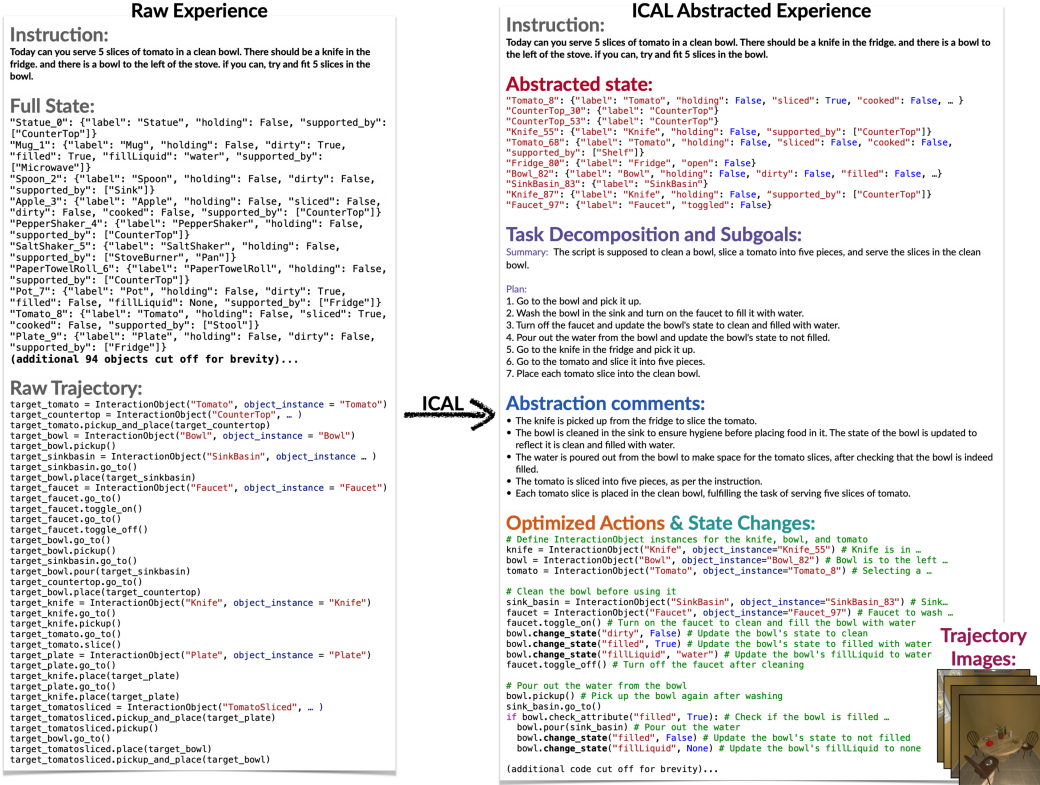 Raw Experience
Instruction:
Today can you serve 5 slices of tomato in a clean bowl. There should be a knife in the
fridge. and there is a bowl to the left of the stove. if you can, try and fit 5 slices in the
bowl.
Full State:
"Statue_0": {"label": "Statue", "holding": False, "supported_by":
["CounterTop"]}
"Mug_1": {"label": "Mug", "holding": False, "dirty": True,
"filled": True, "fillLiquid": "water", "supported_by":
["Microwave"]}
"Spoon_2": {"label": "Spoon", "holding": False, "dirty": False,
"supported_by": ["Sink"]}
"Apple_3": {"label": "Apple", "holding": False, "sliced": False,
"dirty": False, "cooked": False, "supported_by": ["CounterTop"]}
"PepperShaker_4": {"label": "PepperShaker", "holding": False,
"supported_by": ["CounterTop"]}
"SaltShaker_5": {"label": "SaltShaker", "holding": False,
"supported_by": ["StoveBurner", "Pan"]}
"PaperTowelRoll_6": {"label": "PaperTowelRoll", "holding": False,
"supported_by": ["CounterTop"]}
"Pot_7": {"label": "Pot", "holding": False, "dirty": True,
"filled": False, "fillLiquid": None, "supported_by": ["Fridge"]}
"Tomato_8": {"label": "Tomato", "holding": False, "sliced": True,
"cooked": False, "supported_by": ["Stool"]}
"Plate_9": {"label": "Plate", "holding": False, "dirty": False,
"supported_by": ["Fridge"]}
(additional 94 objects cut off for brevity)...
Raw Trajectory:
target_tomato = InteractionObject("Tomato", object_instance = "Tomato")
target_countertop = InteractionObject("CounterTop", … )
target_tomato.pickup_and_place(target_countertop)
target_bowl = InteractionObject("Bowl", object_instance = "Bowl")
target_bowl.pickup()
target_sinkbasin = InteractionObject("SinkBasin", object_instance … )
target_sinkbasin.go_to()
target_bowl.place(target_sinkbasin)
target_faucet = InteractionObject("Faucet", object_instance = "Faucet")
target_faucet.go_to()
target_faucet.toggle_on()
target_faucet.go_to()
target_faucet.toggle_off()
target_bowl.go_to()
target_bowl.pickup()
target_sinkbasin.go_to()
target_bowl.pour(target_sinkbasin)
target_countertop.go_to()
target_bowl.place(target_countertop)
target_knife = InteractionObject("Knife", object_instance = "Knife")
target_knife.go_to()
target_knife.pickup()
target_tomato.go_to()
target_tomato.slice()
target_plate = InteractionObject("Plate", object_instance = "Plate")
target_plate.go_to()
target_knife.place(target_plate)
target_plate.go_to()
target_knife.place(target_plate)
target_tomatosliced = InteractionObject("TomatoSliced", … )
target_tomatosliced.pickup_and_place(target_plate)
target_tomatosliced.pickup()
target_bowl.go_to()
target_tomatosliced.place(target_bowl)
target_tomatosliced.pickup_and_place(target_bowl)
ICAL
ICAL Abstracted Experience
Instruction:
Today can you serve 5 slices of tomato in a clean bowl. There should be a knife in the fridge. and there is a bowl to
the left of the stove. if you can, try and fit 5 slices in the bowl.
Abstracted state:
"Tomato_8": {"label": "Tomato", "holding": False, "sliced": True, "cooked": False, … }
"CounterTop_30": {"label": "CounterTop"}
"CounterTop_53": {"label": "CounterTop"}
"Knife_55": {"label": "Knife", "holding": False, "supported_by": ["CounterTop"]}
"Tomato_68": {"label": "Tomato", "holding": False, "sliced": False, "cooked": False,
"supported_by": ["Shelf"]}
"Fridge_80": {"label": "Fridge", "open": False}
"Bowl_82": {"label": "Bowl", "holding": False, "dirty": False, "filled": False, …}
"SinkBasin_83": {"label": "SinkBasin"}
"Knife_87": {"label": "Knife", "holding": False, "supported_by": ["CounterTop"]}
"Faucet_97": {"label": "Faucet", "toggled": False}
Task Decomposition and Subgoals:
Summary: The script is supposed to clean a bowl, slice a tomato into five pieces, and serve the slices in the clean
bowl.
Plan:
1. Go to the bowl and pick it up.
2. Wash the bowl in the sink and turn on the faucet to fill it with water.
3. Turn off the faucet and update the bowl's state to clean and filled with water.
4. Pour out the water from the bowl and update the bowl's state to not filled.
5. Go to the knife in the fridge and pick it up.
6. Go to the tomato and slice it into five pieces.
7. Place each tomato slice into the clean bowl.
Abstraction comments:
• The knife is picked up from the fridge to slice the tomato.
• The bowl is cleaned in the sink to ensure hygiene before placing food in it. The state of the bowl is updated to
reflect it is clean and filled with water.
• The water is poured out from the bowl to make space for the tomato slices, after checking that the bowl is indeed
filled.
• The tomato is sliced into five pieces, as per the instruction.
• Each tomato slice is placed in the clean bowl, fulfilling the task of serving five slices of tomato.
Optimized Actions & State Changes:
# Define InteractionObject instances for the knife, bowl, and tomato
knife = InteractionObject("Knife", object_instance="Knife_55") # Knife is in …
bowl = InteractionObject("Bowl", object_instance="Bowl_82") # Bowl is to the left …
tomato = InteractionObject("Tomato", object_instance="Tomato_8") # Selecting a …
# Clean the bowl before using it
sink_basin = InteractionObject("SinkBasin", object_instance="SinkBasin_83") # Sink…
faucet = InteractionObject("Faucet", object_instance="Faucet_97") # Faucet to wash …
faucet.toggle_on() # Turn on the faucet to clean and fill the bowl with water
bowl.change_state("dirty", False) # Update the bowl's state to clean
bowl.change_state("filled", True) # Update the bowl's state to filled with water
bowl.change_state("fillLiquid", "water") # Update the bowl's fillLiquid to water
faucet.toggle_off() # Turn off the faucet after cleaning
# Pour out the water from the bowl
bowl.pickup() # Pick up the bowl again after washing
sink_basin.go_to()
if bowl.check_attribute("filled", True): # Check if the bowl is filled …
bowl.pour(sink_basin) # Pour out the water
bowl.change_state("filled", False) # Update the bowl's state to not filled
bowl.change_state("fillLiquid", None) # Update the bowl's fillLiquid to none
(additional code cut off for brevity)...
Trajectory
Images: